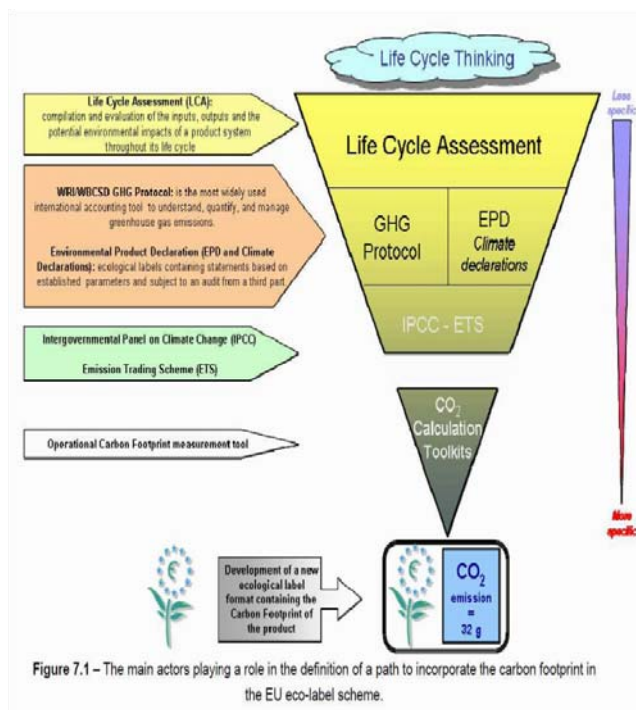 Life Cycle Thinking
Less
specific
Life Cycle Assessment (LCA):
compilation and evaluation of the inputs, outputs and the
potential environmental impacts of a product system
throughout its life cycle
Life Cycle Assessment
WRI/WBCSD GHG Protocol: is the most widely used
international accounting tool to understand, quantify, and manage
greenhouse gas emissions.
Environmental Product Declaration (EPD and Climate
Declarations): ecological labels containing statements based on
established parameters and subject to an audit from a third part.
GHG
Protocol
EPD
Climate
declarations
IPCC - ETS
Intergovernmental Panel on Climate Change (IPCC)
Emission Trading Scheme (ETS)
CO2
Calculation
Toolkits
Operational Carbon Footprint measurement tool
More
specific
Development of a new
ecological label
format containing the
Carbon Footprint of
the product
CO2
emission
=
32 g
Figure 7.1 – The main actors playing a role in the definition of a path to incorporate the carbon footprint in
the EU eco-label scheme.